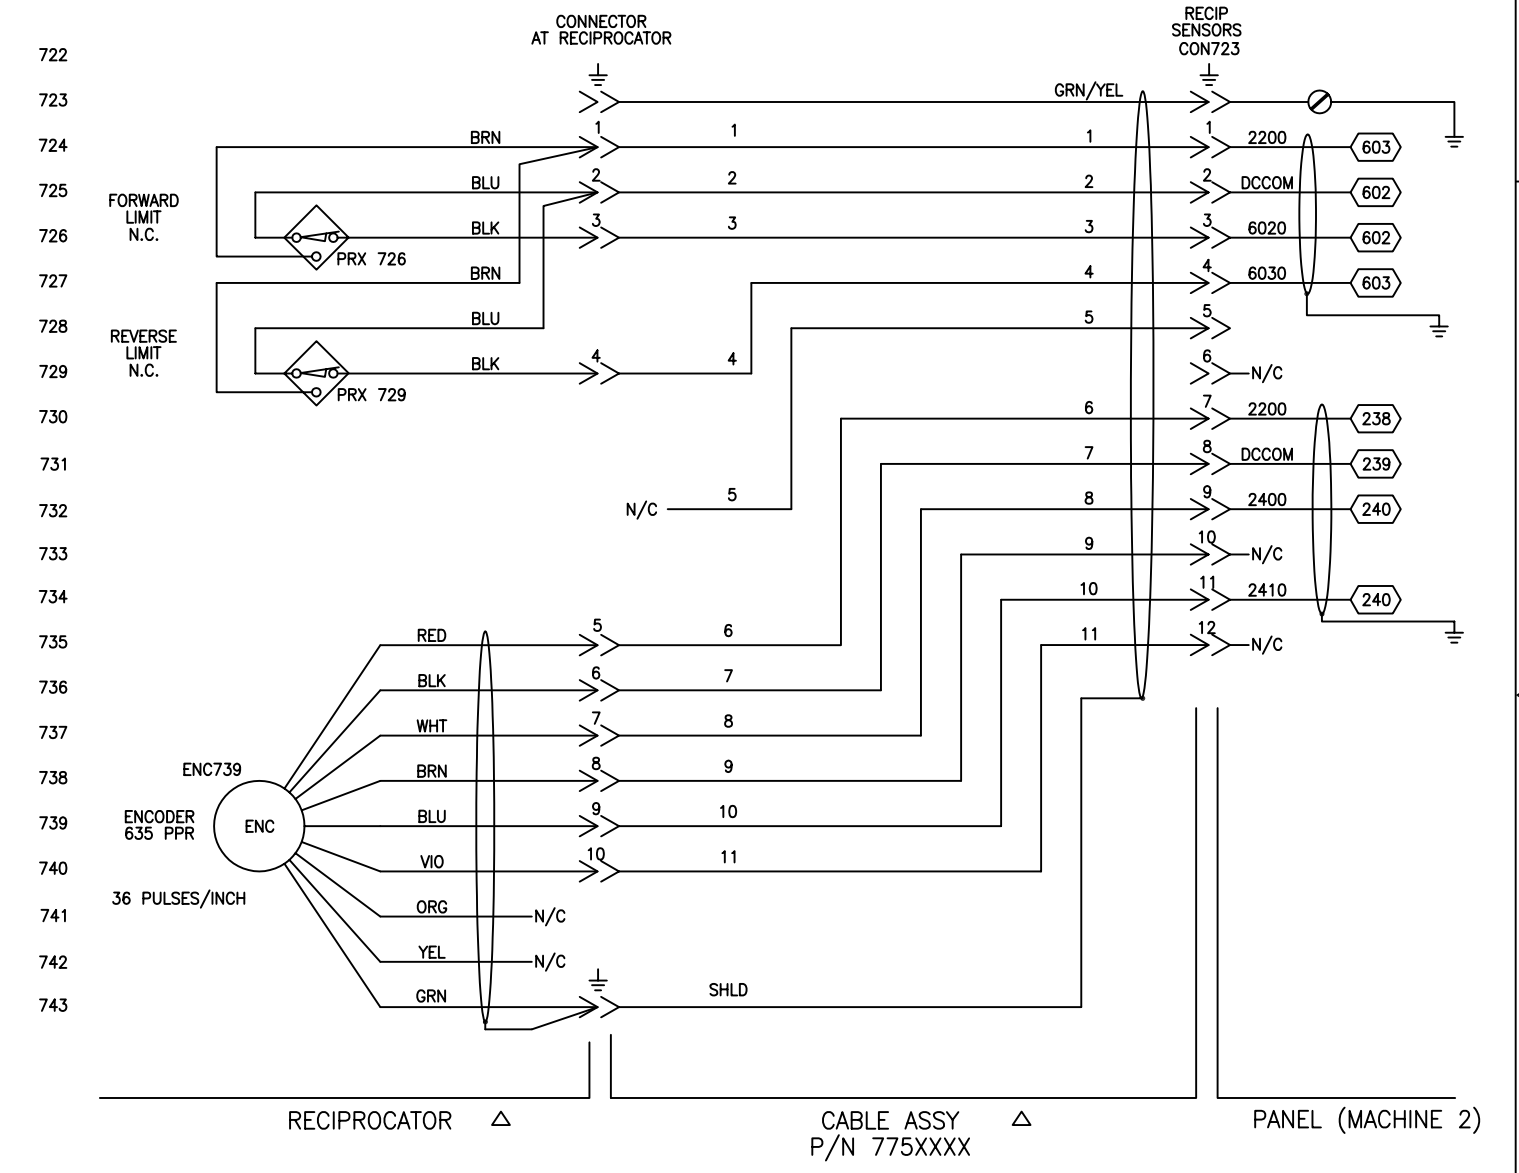 CONNECTOR
AT RECIPROCATOR
RECIP
SENSORS
CON723
722
723 GRN/YEL
724 BRN 1 1 1 1 2200 603
725 BLU 2 2 2 2 DCCOM 602
FORWARD
LIMIT
N.C.
726 BLK 3 3 3 3 6020 602
PRX 726
727 BRN 4 4 6030 603
728 BLU 5 5
REVERSE
LIMIT
N.C.
729 BLK 4 4 6 N/C
PRX 729
730 6 7 2200 238
731 7 8 DCCOM 239
732 N/C 5 8 9 2400 240
733 9 10 N/C
734 10 11 2410 240
735 RED 5 6 11 12 N/C
736 BLK 6 7
737 WHT 7 8
738 BRN 8 9
ENC739
739 BLU 9 10
ENCODER
635 PPR
ENC
740 VIO 10 11
36 PULSES/INCH
741 ORG N/C
742 YEL N/C
743 GRN SHLD
RECIPROCATOR
CABLE ASSY
P/N 775XXXX
PANEL (MACHINE 2)